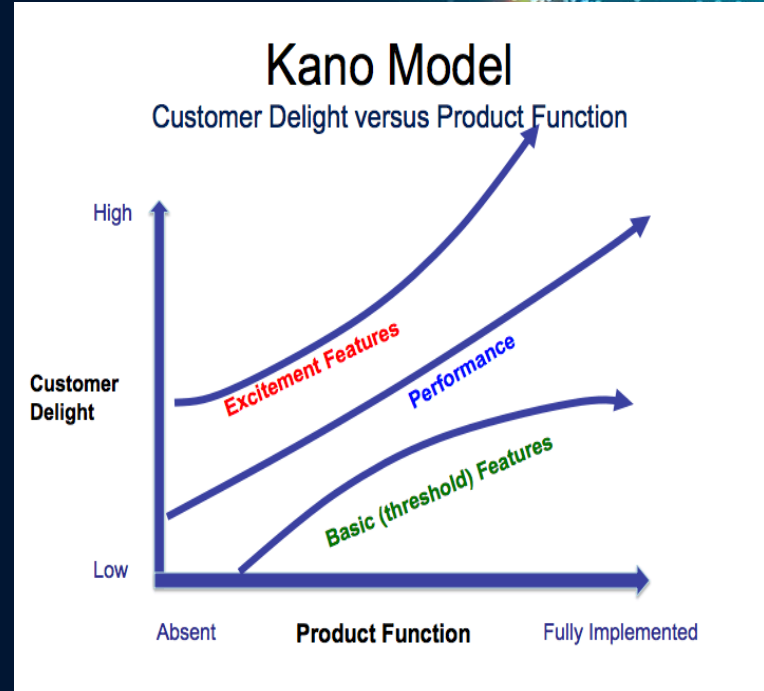 Kano Model
Customer Delight versus Product Function
High
Excitement Features
Performance
Customer
Delight
Basic (threshold) Features
Low
Absent
Product Function
Fully Implemented